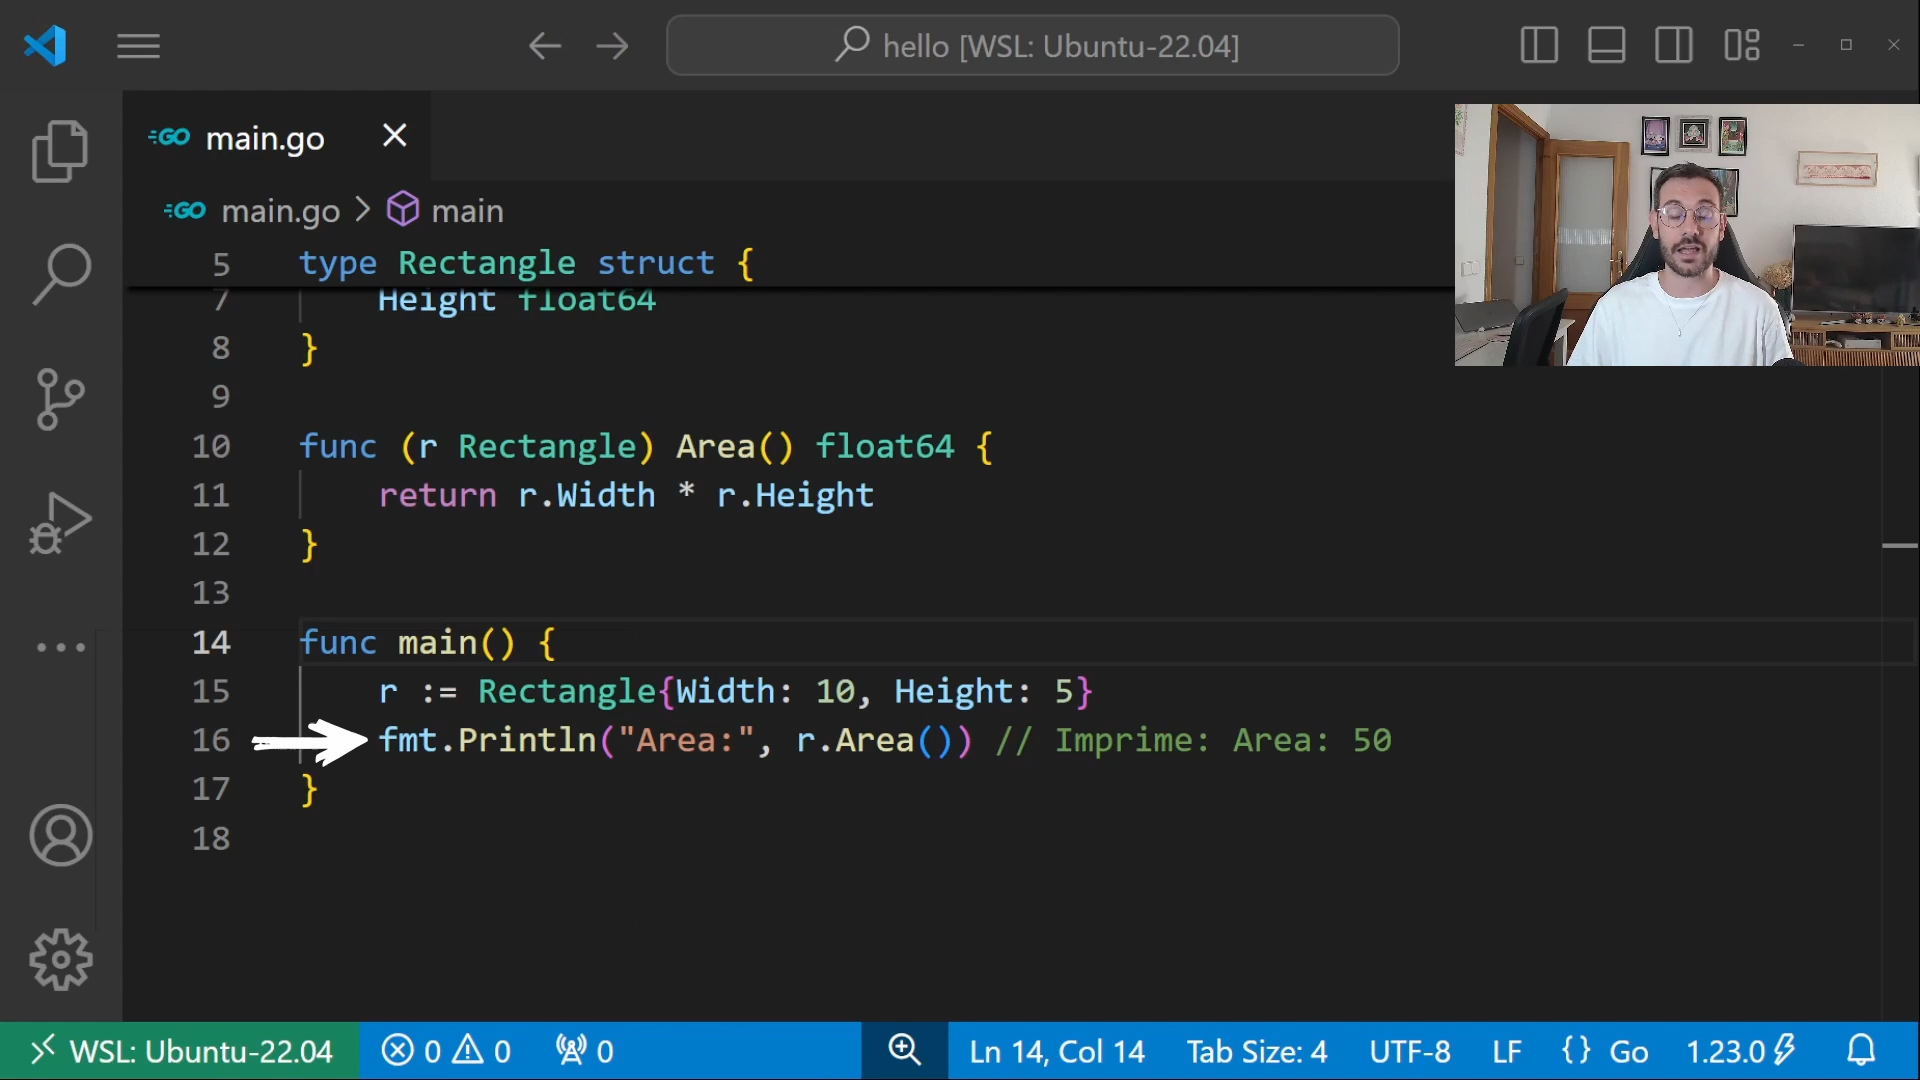 hello [WSL: Ubuntu-22.04]
GO main.go
GO main.go > main
5 type Rectangle struct {
7 Height float64
8 }
9
10 func (r Rectangle) Area() float64 {
11 return r.Width * r.Height
12 }
13
14 func main() {
15 r := Rectangle{Width: 10, Height: 5}
16 fmt.Println("Area:", r.Area()) // Imprime: Area: 50
17 }
18
WSL: Ubuntu-22.04 0 0 0 Ln 14, Col 14 Tab Size: 4 UTF-8 LF {} Go 1.23.0